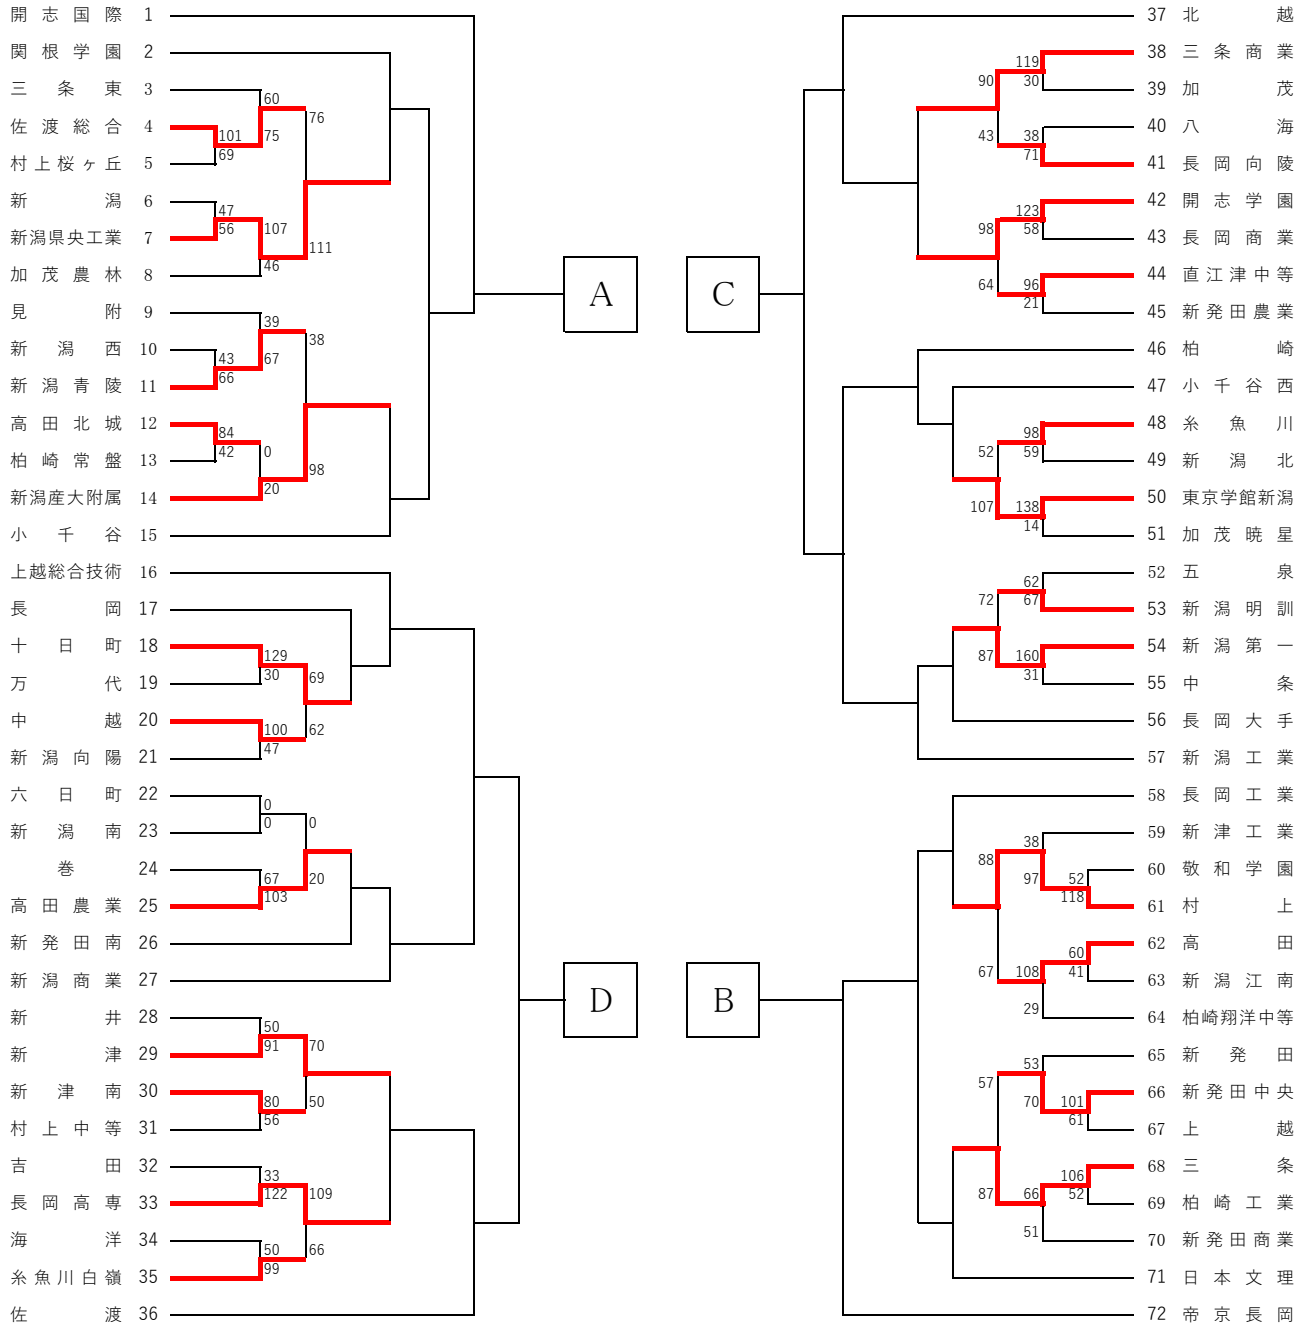 開志国際 1
関根学園 2
三条東 3
佐渡総合 4
村上桜ヶ丘 5
新潟 6
新潟県央工業 7
加茂農林 8
見附 9
新潟西 10
新潟青陵 11
高田北城 12
柏崎常盤 13
新潟産大附属 14
小千谷 15
上越総合技術 16
長岡 17
十日町 18
万代 19
中越 20
新潟向陽 21
六日町 22
新潟南 23
巻 24
高田農業 25
新発田南 26
新潟商業 27
新井 28
新津 29
新津南 30
村上中等 31
吉田 32
長岡高専 33
海洋 34
糸魚川白嶺 35
佐渡 36
60
76
101
75
69
47
56
107
111
46
39
38
43
67
66
84
42
0
98
20
129
30
69
100
62
47
0
0
0
67
20
103
50
91
70
80
50
56
33
122
109
50
66
99
A
D
C
B
37 北越
38 三条商業
39 加茂
40 八海
41 長岡向陵
42 開志学園
43 長岡商業
44 直江津中等
45 新発田農業
46 柏崎
47 小千谷西
48 糸魚川
49 新潟北
50 東京学館新潟
51 加茂暁星
52 五泉
53 新潟明訓
54 新潟第一
55 中条
56 長岡大手
57 新潟工業
58 長岡工業
59 新津工業
60 敬和学園
61 村上
62 高田
63 新潟江南
64 柏崎翔洋中等
65 新発田
66 新発田中央
67 上越
68 三条
69 柏崎工業
70 新発田商業
71 日本文理
72 帝京長岡
119
90
30
43
38
71
123
98
58
64
96
21
98
52
59
107
138
14
62
72
67
87
160
31
38
88
97
52
118
60
67
108
41
29
53
57
70
101
61
106
87
66
52
51